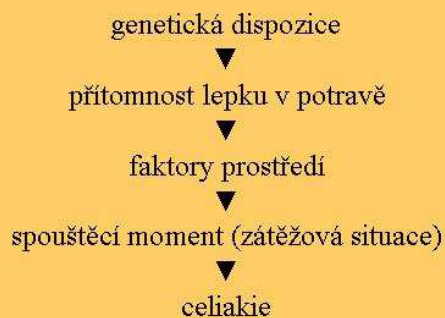 genetická dispozice
▼
přítomnost lepku v potravě
▼
faktory prostředí
▼
spouštěcí moment (zátěžová situace)
▼
celiakie